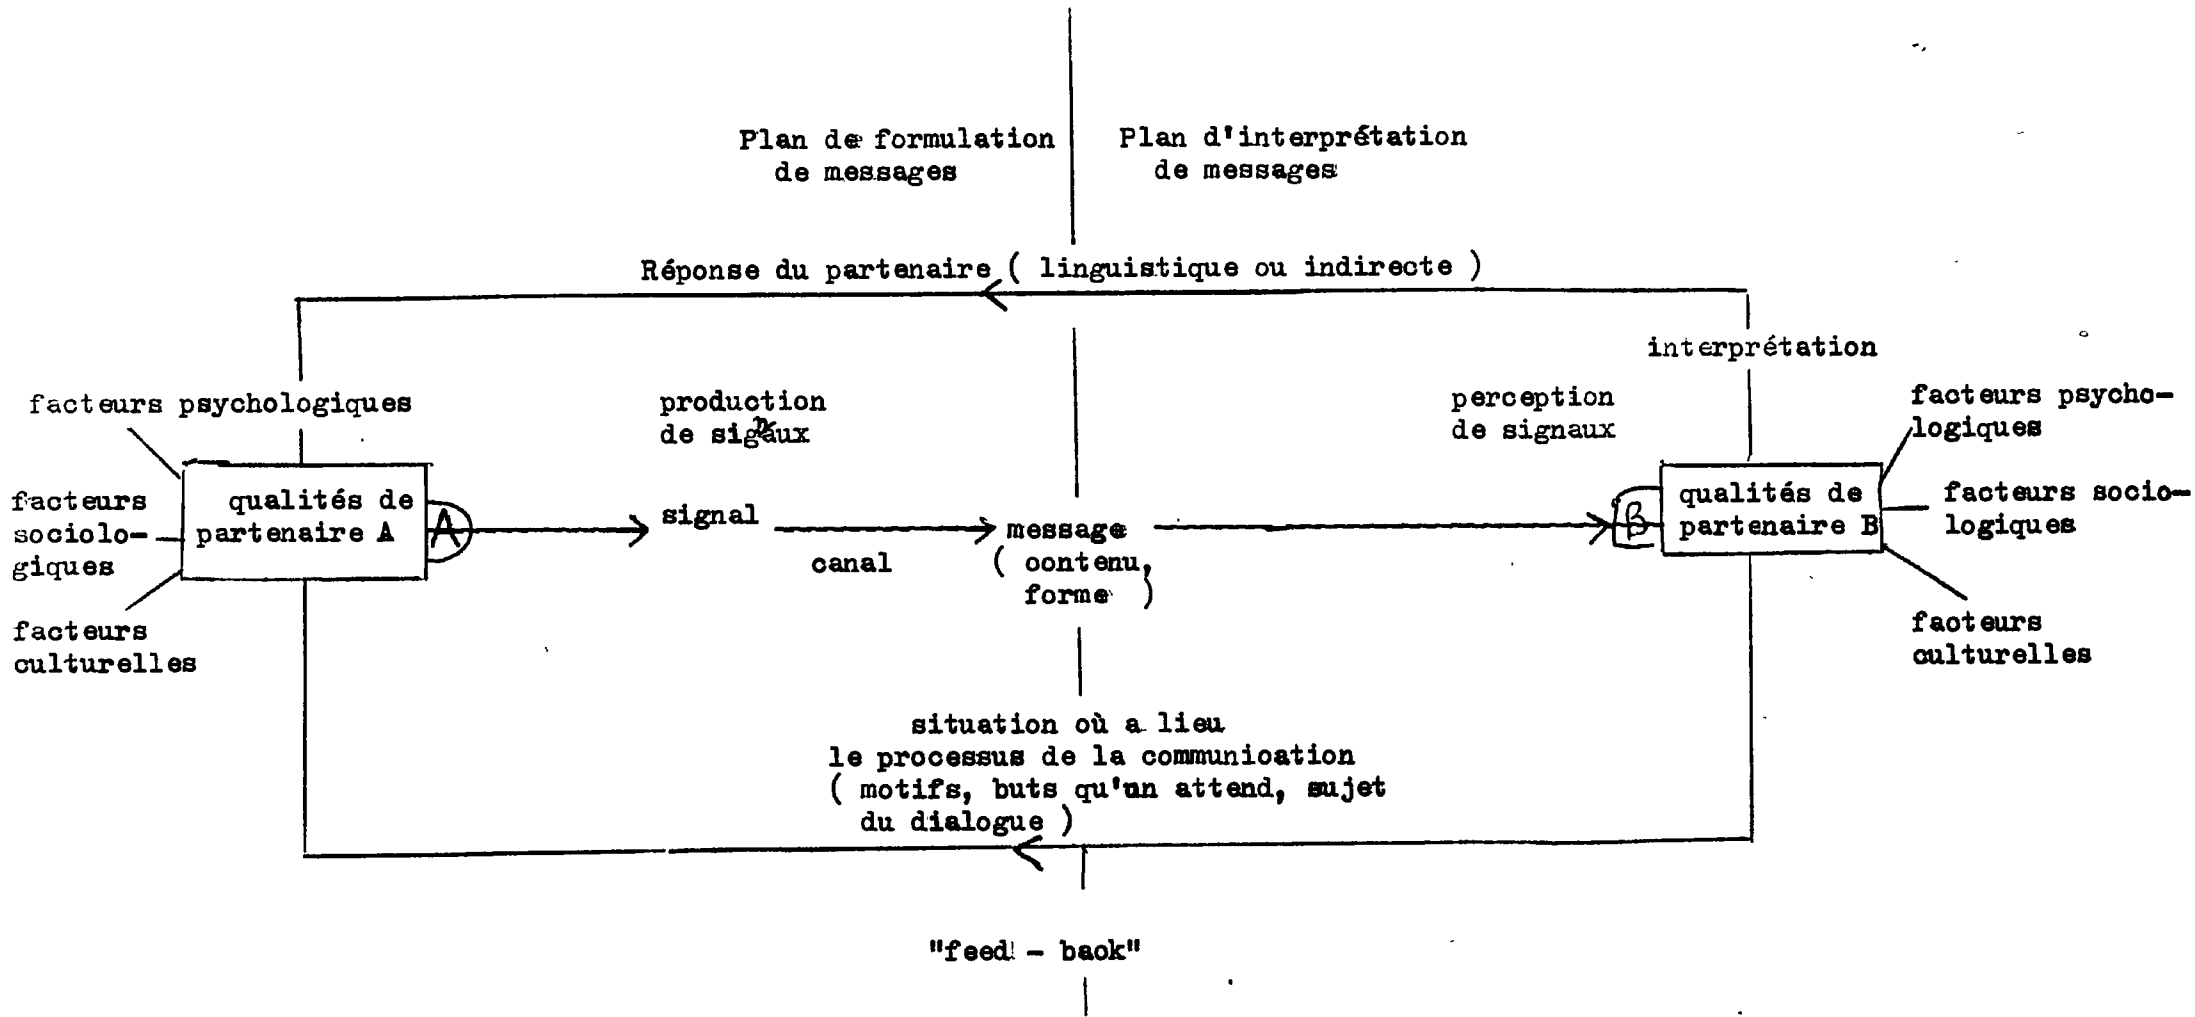 Plan de formulation
de messages
Plan d'interprétation
de messages
Réponse du partenaire ( linguistique ou indirecte )
interprétation
facteurs psychologiques
production
de signaux
perception
de signaux
facteurs psycho-
logiques
facteurs
sociolo-
giques
qualités de
partenaire A
A
signal
canal
message
( contenu,
forme )
B
qualités de
partenaire B
facteurs socio-
logiques
facteurs
culturelles
facteurs
culturelles
situation où a lieu
le processus de la communication
( motifs, buts qu'un attend, sujet
du dialogue )
"feed - back"